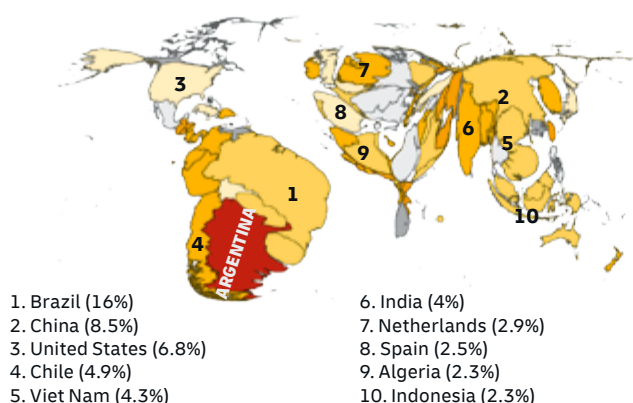 3
7
2
8
6
5
9
1
10
4
ARGENTINA
1. Brazil (16%)
2. China (8.5%)
3. United States (6.8%)
4. Chile (4.9%)
5. Viet Nam (4.3%)
6. India (4%)
7. Netherlands (2.9%)
8. Spain (2.5%)
9. Algeria (2.3%)
10. Indonesia (2.3%)